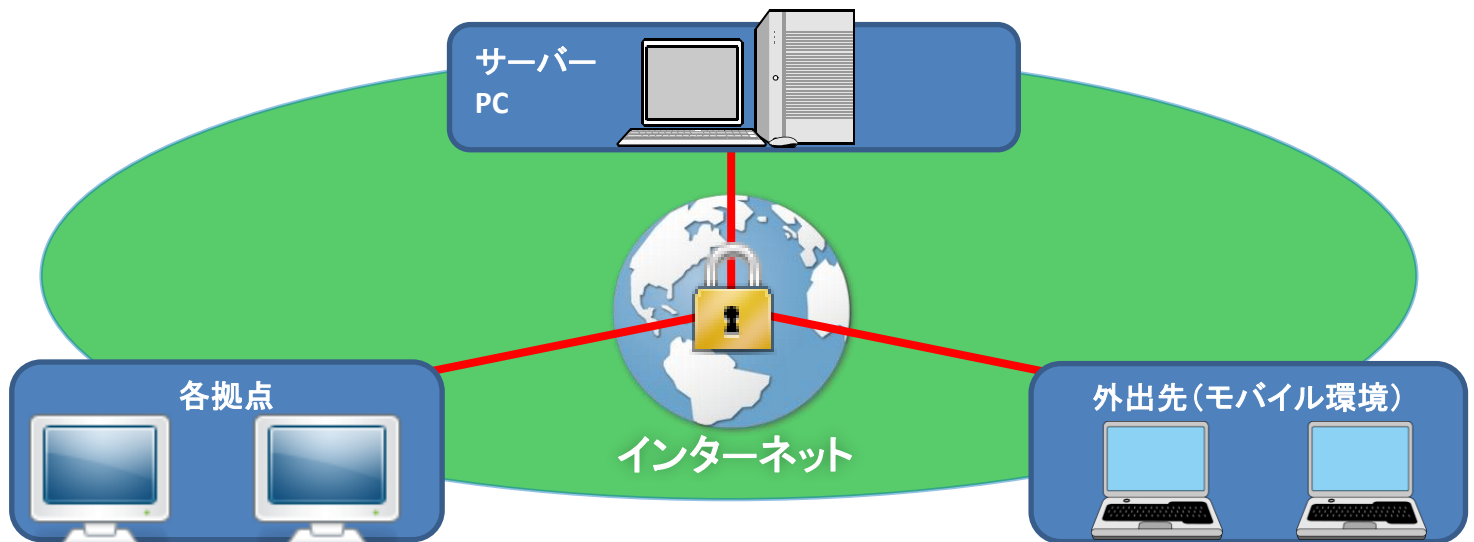 サーバー
PC
各拠点
外出先（モバイル環境）
インターネット